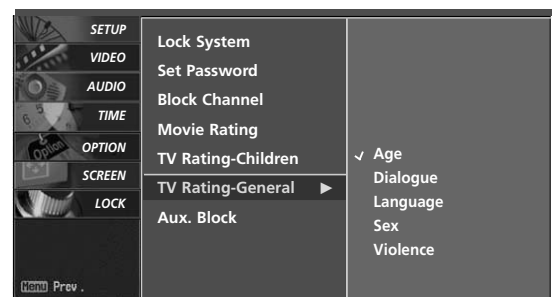 SETUP
VIDEO
AUDIO
TIME
OPTION
SCREEN
LOCK
Menu Prev.
Lock System
Set Password
Block Channel
Movie Rating
TV Rating-Children
TV Rating-General ►
Aux. Block
✓ Age
Dialogue
Language
Sex
Violence